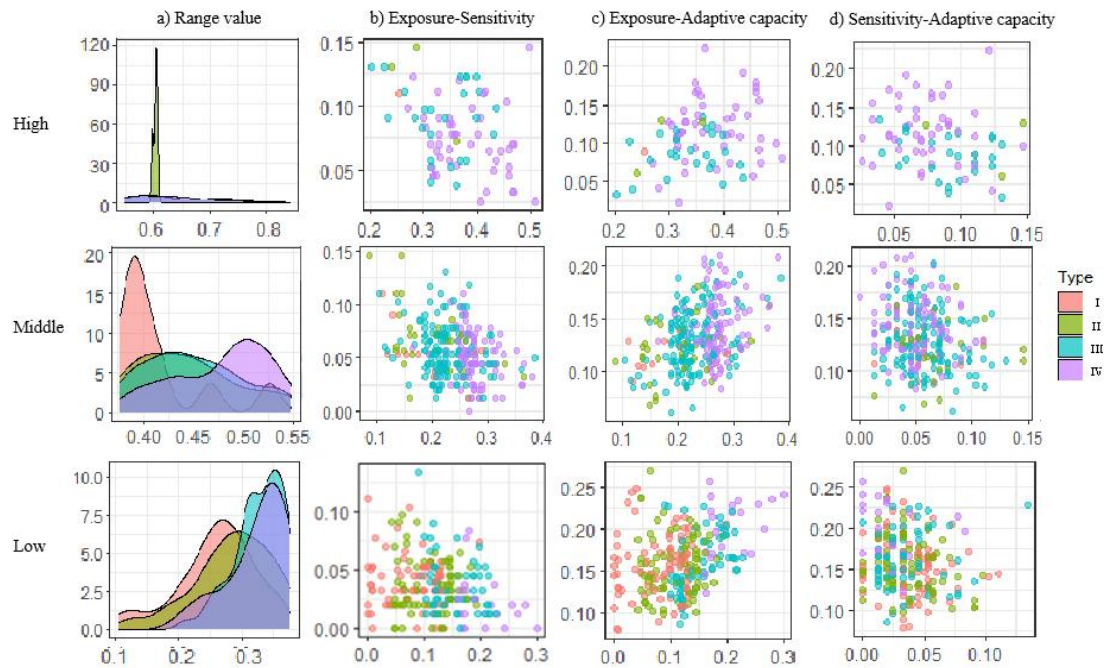 a) Range value b) Exposure-Sensitivity c) Exposure-Adaptive capacity d) Sensitivity-Adaptive capacity
High
120
90
60
30
0
0.6 0.7 0.8
0.15
0.10
0.05
0.2 0.3 0.4 0.5
0.20
0.15
0.10
0.05
0.2 0.3 0.4 0.5
0.20
0.15
0.10
0.05
0.05 0.10 0.15
Middle
20
15
10
5
0
0.40 0.45 0.50 0.55
0.15
0.10
0.05
0.00
0.1 0.2 0.3 0.4
0.20
0.15
0.10
0.1 0.2 0.3 0.4
0.20
0.15
0.10
0.00 0.05 0.10 0.15
Type
I
II
III
IV
Low
10.0
7.5
5.0
2.5
0.0
0.1 0.2 0.3
0.10
0.05
0.00
0.0 0.1 0.2 0.3
0.25
0.20
0.15
0.10
0.0 0.1 0.2 0.3
0.25
0.20
0.15
0.10
0.00 0.05 0.10